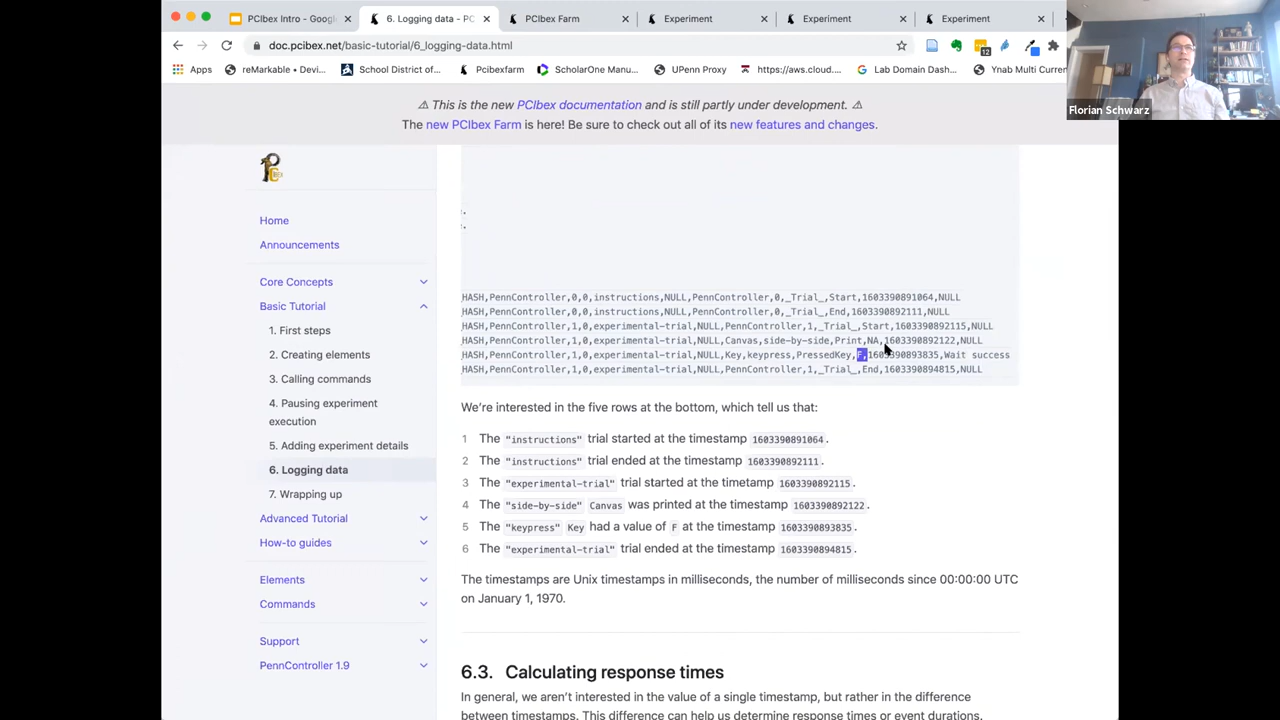 PCIbex Intro - Goog
6. Logging data - PC
PCIbex Farm
Experiment
Experiment
Experiment
doc.pcibex.net/basic-tutorial/6_logging-data.html
12
Apps
reMarkable • Devi...
School District of...
Pcibexfarm
ScholarOne Manu...
UPenn Proxy
https://aws.cloud....
Lab Domain Dash...
Ynab Multi Curren
Florian Schwarz
⚠ This is the new PCIbex documentation and is still partly under development. ⚠
The new PCIbex Farm is here! Be sure to check out all of its new features and changes.
Home
Announcements
Core Concepts
Basic Tutorial
1. First steps
2. Creating elements
3. Calling commands
4. Pausing experiment
execution
5. Adding experiment details
6. Logging data
7. Wrapping up
Advanced Tutorial
How-to guides
Elements
Commands
Support
PennController 1.9
HASH,PennController,0,0,instructions,NULL,PennController,0,_Trial_,Start,1603390891064,NULL
HASH,PennController,0,0,instructions,NULL,PennController,0,_Trial_,End,1603390892111,NULL
HASH,PennController,1,0,experimental-trial,NULL,PennController,1,_Trial_,Start,1603390892115,NULL
HASH,PennController,1,0,experimental-trial,NULL,Canvas,side-by-side,Print,NA,1603390892122,NULL
HASH,PennController,1,0,experimental-trial,NULL,Key,keypress,PressedKey,F,1603390893835,Wait success
HASH,PennController,1,0,experimental-trial,NULL,PennController,1,_Trial_,End,1603390894815,NULL
We're interested in the five rows at the bottom, which tell us that:
1 The "instructions" trial started at the timestamp 1603390891064.
2 The "instructions" trial ended at the timestamp 1603390892111.
3 The "experimental-trial" trial started at the timetamp 1603390892115.
4 The "side-by-side" Canvas was printed at the timestamp 1603390892122.
5 The "keypress" Key had a value of F at the timestamp 1603390893835.
6 The "experimental-trial" trial ended at the timestamp 1603390894815.
The timestamps are Unix timestamps in milliseconds, the number of milliseconds since 00:00:00 UTC
on January 1, 1970.
6.3. Calculating response times
In general, we aren't interested in the value of a single timestamp, but rather in the difference
between timestamps. This difference can help us determine response times or event durations.